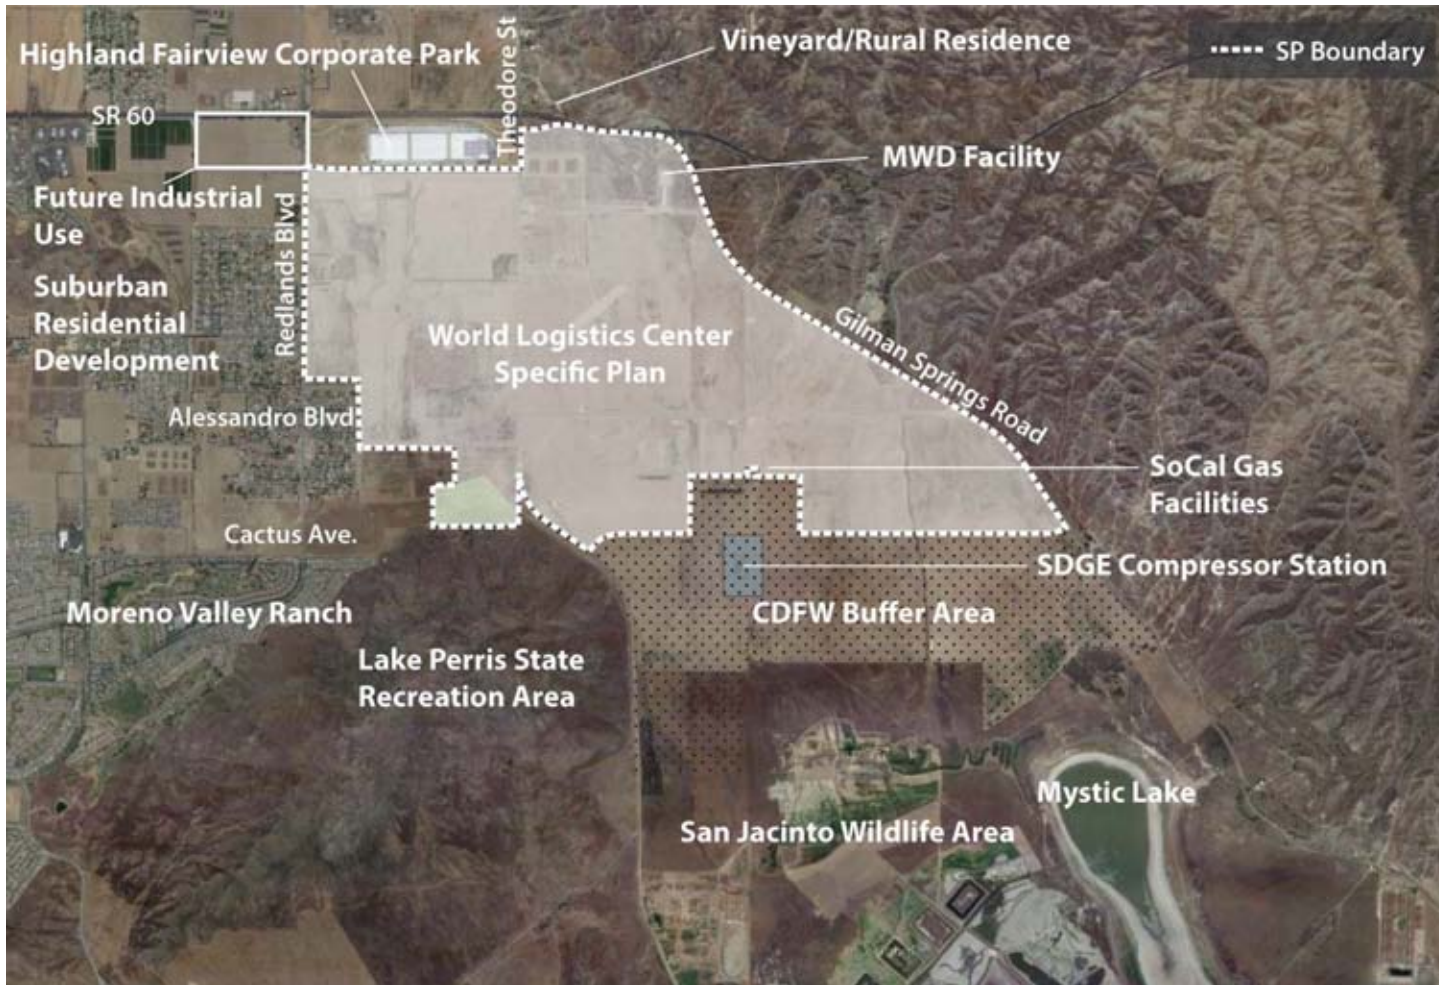 Highland Fairview Corporate Park
Theodore St
Vineyard/Rural Residence
SP Boundary
SR 60
MWD Facility
Future Industrial
Use
Redlands Blvd
Suburban
Residential
Development
World Logistics Center
Specific Plan
Gilman Springs Road
Alessandro Blvd
SoCal Gas
Facilities
Cactus Ave.
SDGE Compressor Station
Moreno Valley Ranch
CDFW Buffer Area
Lake Perris State
Recreation Area
Mystic Lake
San Jacinto Wildlife Area